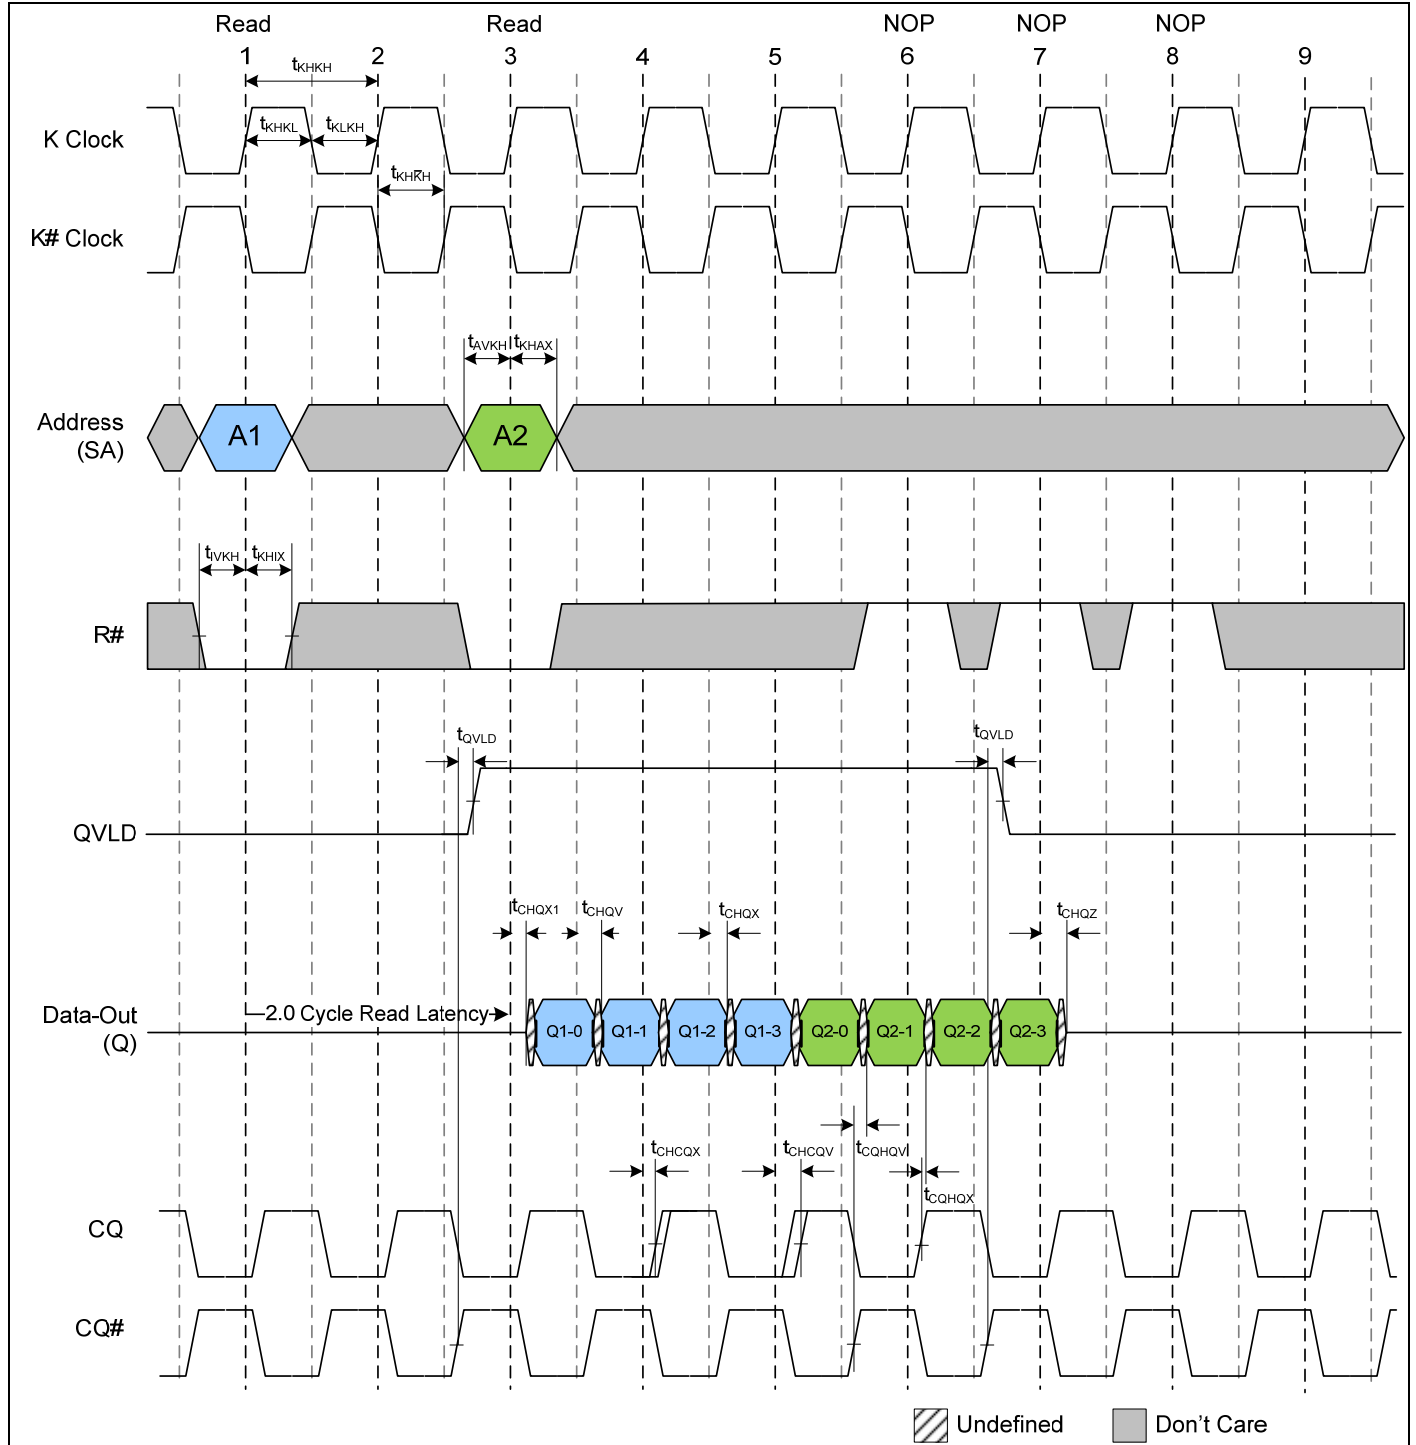 Read Read NOP NOP NOP
1 2 3 4 5 6 7 8 9
tKHKH
K Clock
tKHKL tKLKH
tKHK̅H
K# Clock
tAVKH tKHAX
Address
(SA)
A1 A2
tIVKH tKHIX
R#
tQVLD tQVLD
QVLD
tCHQX1 tCHQV tCHQX tCHQZ
Data-Out
(Q)
2.0 Cycle Read Latency
Q1-0 Q1-1 Q1-2 Q1-3 Q2-0 Q2-1 Q2-2 Q2-3
tCHCQX tCHCQV tCQHQV
tCQHQX
CQ
CQ#
Undefined Don't Care